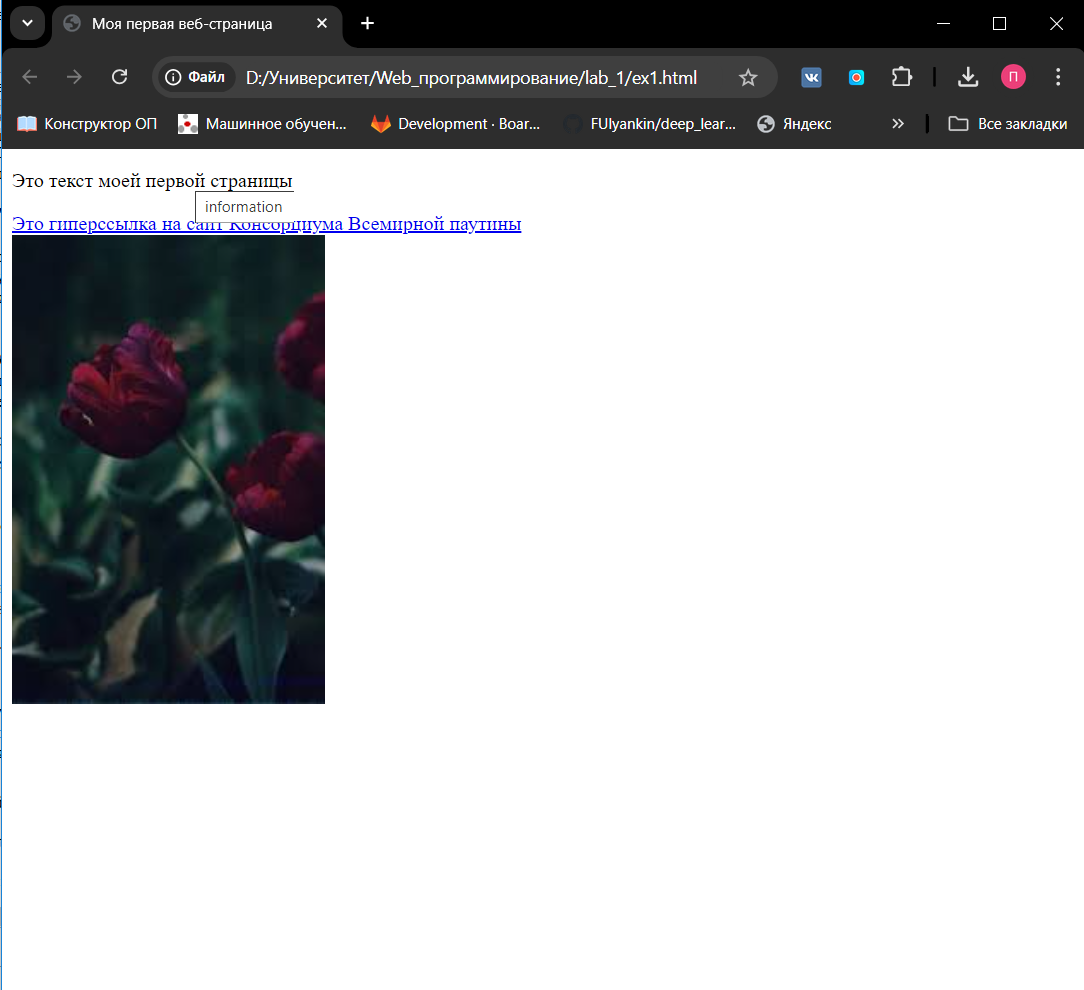 Моя первая веб-страница
Файл D:/Университет/Web_программирование/lab_1/ex1.html П
Конструктор ОП Машинное обучен... Development · Boar... FUlyankin/deep_lear... Яндекс Все закладки
Это текст моей первой страницы
information
Это гиперссылка на сайт Консорциума Всемирной паутины